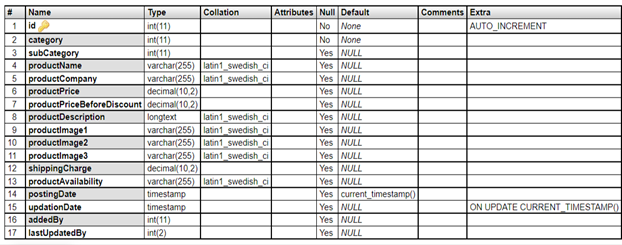 # Name Type Collation Attributes Null Default Comments Extra
1 id int(11) No None AUTO_INCREMENT
2 category int(11) No None
3 subCategory int(11) Yes NULL
4 productName varchar(255) latin1_swedish_ci Yes NULL
5 productCompany varchar(255) latin1_swedish_ci Yes NULL
6 productPrice decimal(10,2) Yes NULL
7 productPriceBeforeDiscount decimal(10,2) Yes NULL
8 productDescription longtext latin1_swedish_ci Yes NULL
9 productImage1 varchar(255) latin1_swedish_ci Yes NULL
10 productImage2 varchar(255) latin1_swedish_ci Yes NULL
11 productImage3 varchar(255) latin1_swedish_ci Yes NULL
12 shippingCharge decimal(10,2) Yes NULL
13 productAvailability varchar(255) latin1_swedish_ci Yes NULL
14 postingDate timestamp Yes current_timestamp()
15 updationDate timestamp Yes NULL ON UPDATE CURRENT_TIMESTAMP()
16 addedBy int(11) Yes NULL
17 lastUpdatedBy int(2) Yes NULL